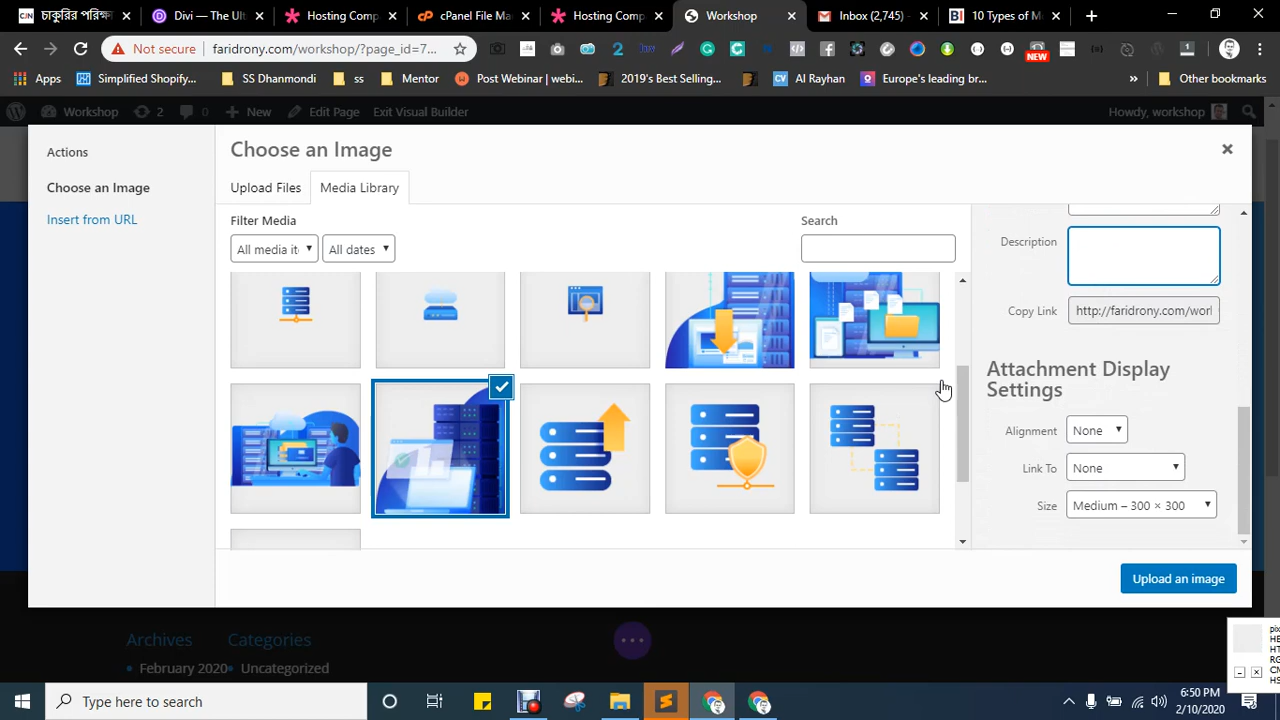 চাকুরির পরিক্ষ
Divi — The Ult
Hosting Comp
cPanel File Ma
Hosting Comp
Workshop
Inbox (2,745)
10 Types of M
Not secure
faridrony.com/workshop/?page_id=7...
NEW
Apps
Simplified Shopify...
SS Dhanmondi
ss
Mentor
Post Webinar | webi...
2019's Best Selling...
CV Al Rayhan
Europe's leading br...
»
Other bookmarks
Workshop
2
0
New
Edit Page
Exit Visual Builder
Howdy, workshop
Actions
Choose an Image
Insert from URL
Choose an Image
Upload Files
Media Library
Filter Media
All media it
All dates
Search
Description
Copy Link
http://faridrony.com/worl
Attachment Display
Settings
Alignment
None
Link To
None
Size
Medium – 300 × 300
Upload an image
Archives
Categories
February 2020
Uncategorized
Type here to search
6:50 PM
2/10/2020